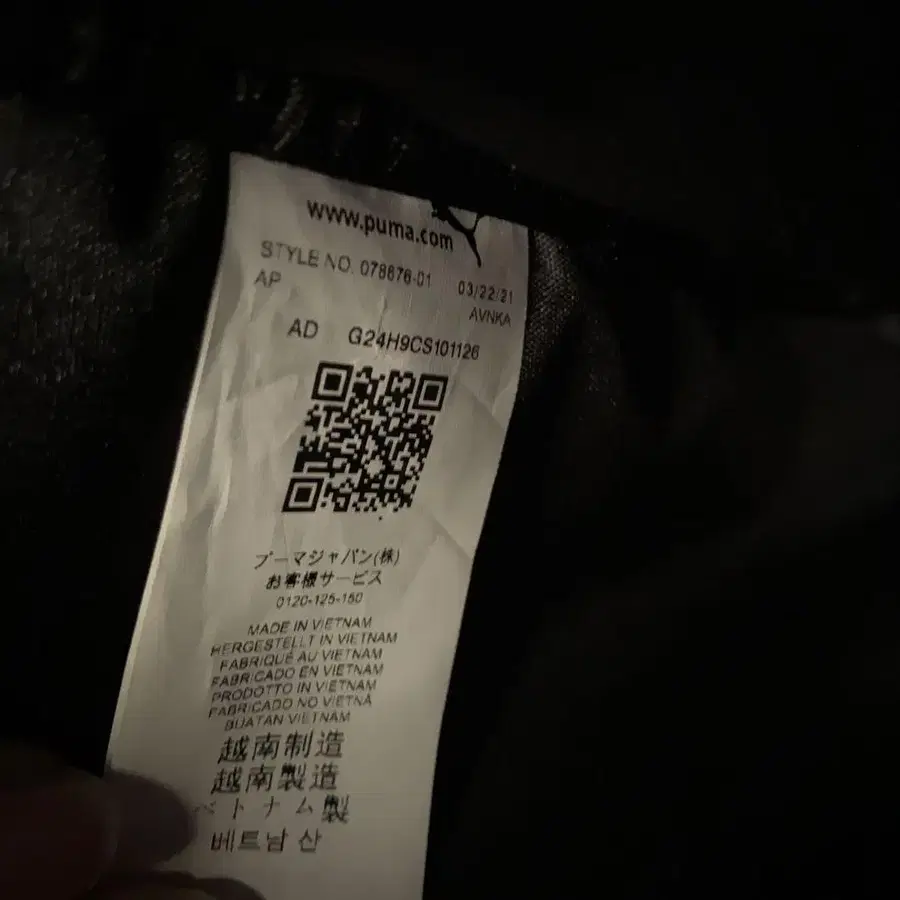 www.puma.com
STYLE NO. 078676-01 03/22/21
AP AVNKA
AD G24H9CS101126
プーマジャパン(株)
お客様サービス
0120-125-150
MADE IN VIETNAM
HERGESTELLT IN VIETNAM
FABRIQUÉ AU VIETNAM
FABRICADO EN VIETNAM
PRODOTTO IN VIETNAM
FABRICADO NO VIETNÃ
BUATAN VIETNAM
越南制造
越南製造
ベトナム製
베트남 산